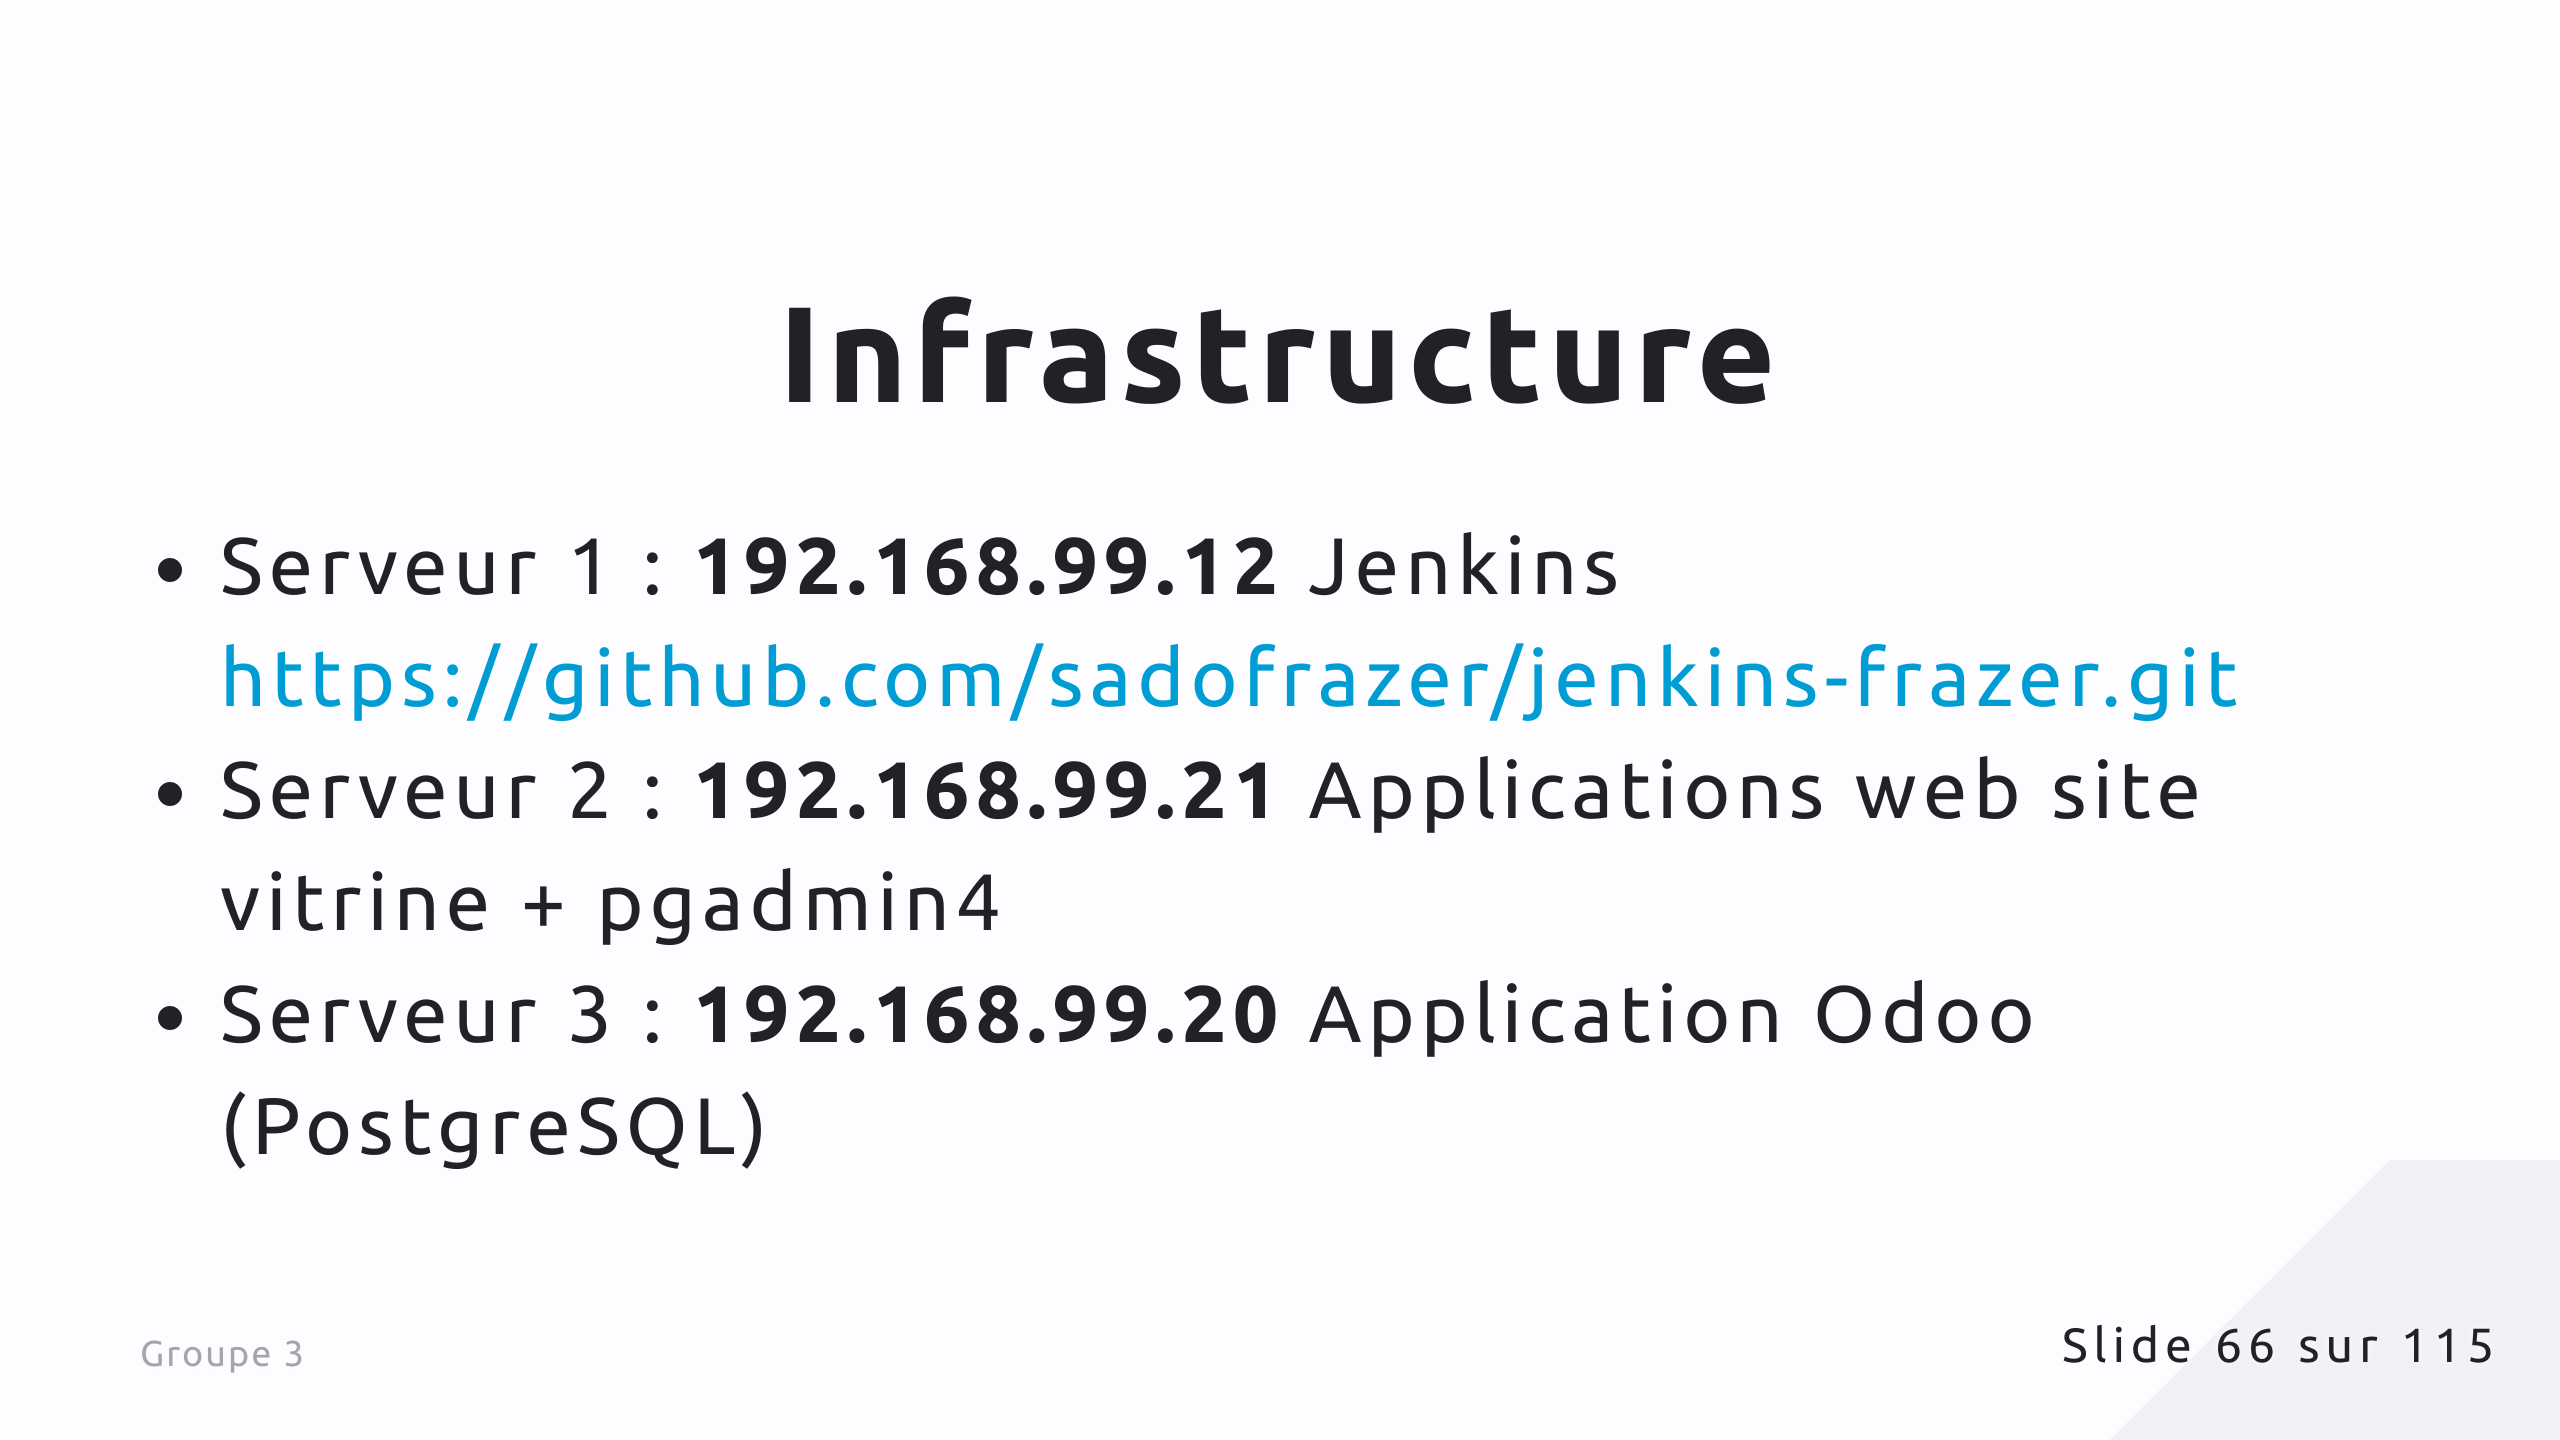 Infrastructure
• Serveur 1 : 192.168.99.12 Jenkins
https://github.com/sadofrazer/jenkins-frazer.git
• Serveur 2 : 192.168.99.21 Applications web site
vitrine + pgadmin4
• Serveur 3 : 192.168.99.20 Application Odoo
(PostgreSQL)
Groupe 3
Slide 66 sur 115